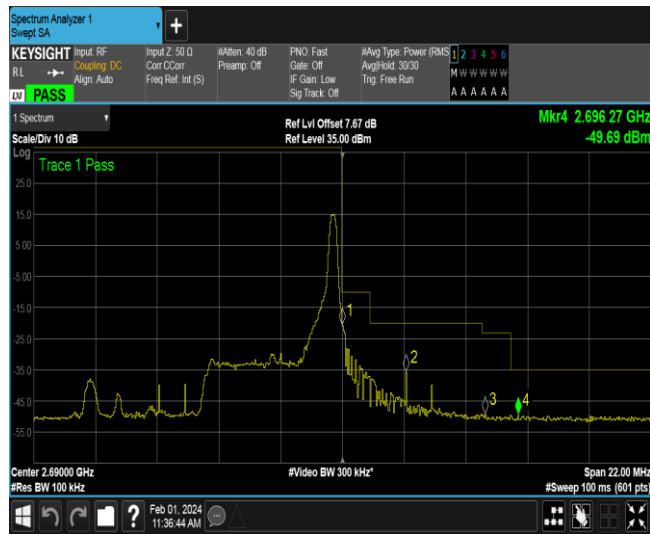 Spectrum Analyzer 1
Swept SA
+
KEYSIGHT
RL
LXI PASS
Input: RF
Coupling: DC
Align: Auto
Input Z: 50 Ω
Corr CCorr
Freq Ref: Int (S)
#Atten: 40 dB
Preamp: Off
PNO: Fast
Gate: Off
IF Gain: Low
Sig Track: Off
#Avg Type: Power (RMS
Avg|Hold: 30/30
Trig: Free Run
1 2 3 4 5 6
M W W W W W
A A A A A A
1 Spectrum
Scale/Div 10 dB
Ref Lvl Offset 7.67 dB
Ref Level 35.00 dBm
Mkr4 2.696 27 GHz
-49.69 dBm
Log
Trace 1 Pass
25.0
15.0
5.00
-5.00
-15.0
-25.0
-35.0
-45.0
-55.0
1
2
3
4
Center 2.69000 GHz
#Res BW 100 kHz
#Video BW 300 kHz*
Span 22.00 MHz
#Sweep 100 ms (601 pts)
?
Feb 01, 2024
11:36:44 AM